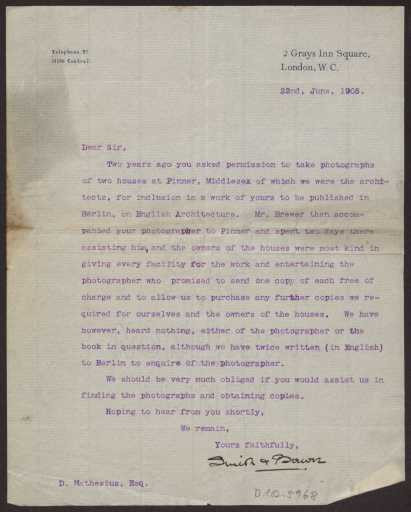 2 Grays Inn Square,
London, W.C.
22nd, June, 1905.
Dear Sir,
Two years ago you asked permission to take photographs
of two houses at Pinner, Middlesex of which we were the archi-
tects, for inclusion in a work of yours to be published in
Berlin, on English Architecture. Mr. Brewer then accom-
panied your photographer to Pinner and spent two days there
assisting him, and the owners of the houses were most kind in
giving every facility for the work and entertaining the
photographer who promised to send one copy of each free of
charge and to allow us to purchase any further copies we re-
quired for ourselves and the owners of the houses. We have
however, heard nothing, either of the photographer or the
book in question, although we have twice written (in English)
to Berlin to enquire of the photographer.
We should be very much obliged if you would assist us in
finding the photographs and obtaining copies.
Hoping to hear from you shortly,
We remain,
Yours faithfully,
Smith &
D. Mathesius, Esq.